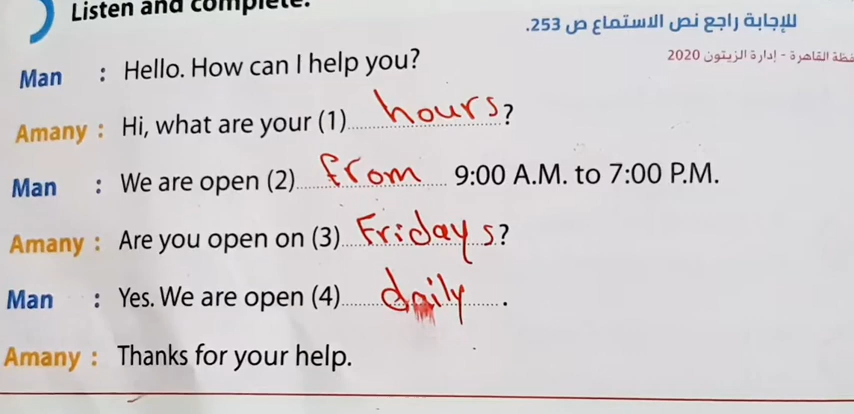 Listen and complete.
للإجابة راجع نص الاستماع ص 253.
القاهرة - إدارة الزيتون 2020
Man : Hello. How can I help you?
Amany : Hi, what are your (1) hours?
Man : We are open (2) from 9:00 A.M. to 7:00 P.M.
Amany : Are you open on (3) Fridays?
Man : Yes. We are open (4) daily.
Amany : Thanks for your help.